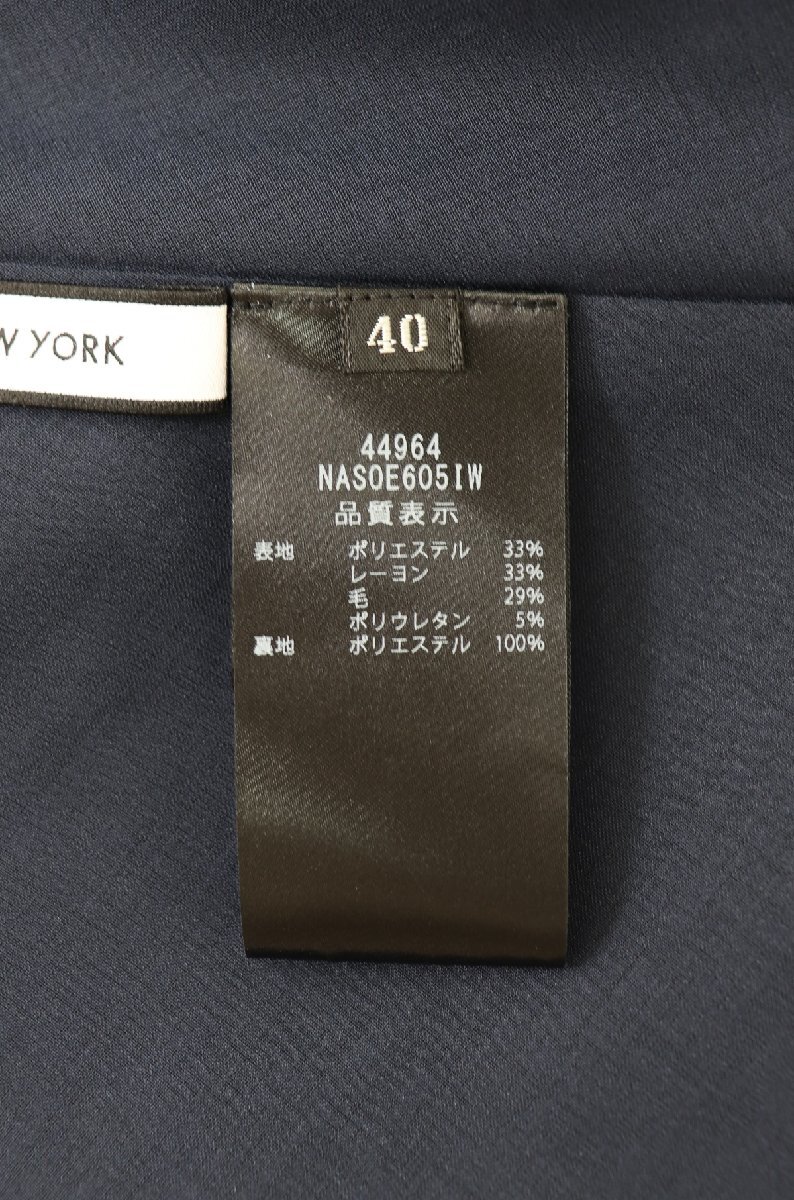 YORK
40
44964
NASOE605IW
品質表示
表地 ポリエステル 33%
レーヨン 33%
毛 29%
ポリウレタン 5%
裏地 ポリエステル 100%